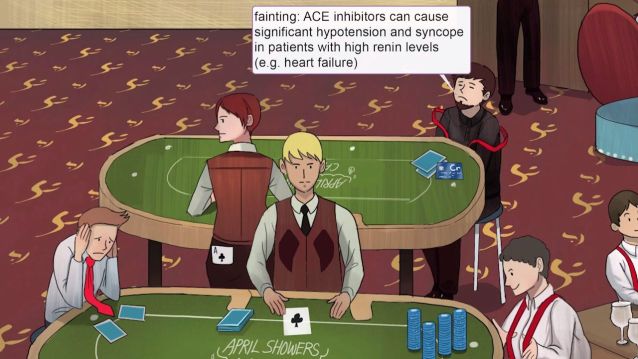 fainting: ACE inhibitors can cause
significant hypotension and syncope
in patients with high renin levels
(e.g. heart failure)
Cr
A
APRIL SHOWERS